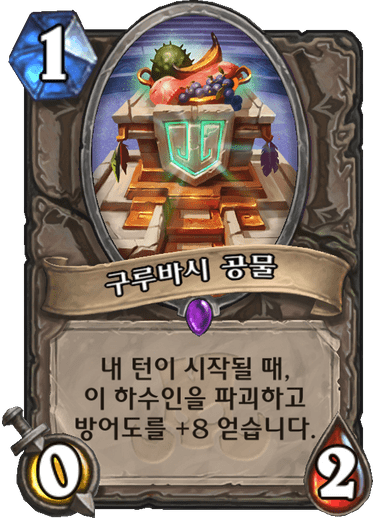 1
구루바시 공물
내 턴이 시작될 때,
이 하수인을 파괴하고
방어도를 +8 얻습니다.
0
2